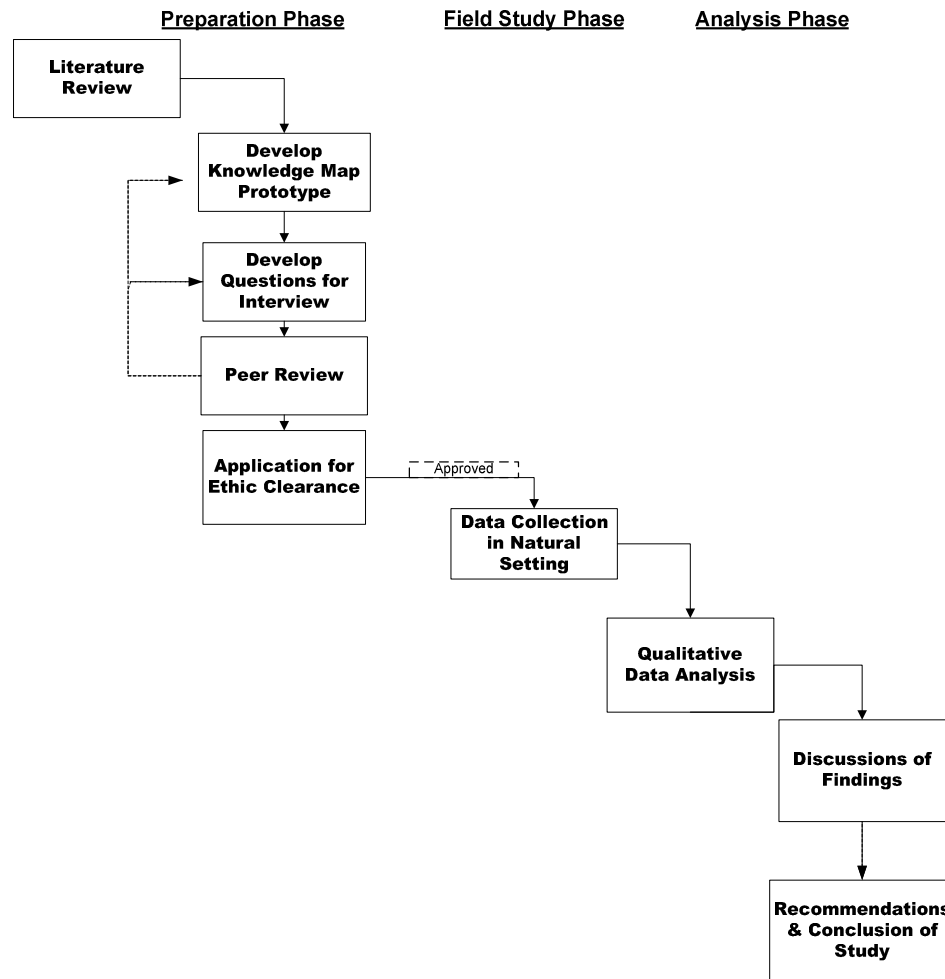 Preparation Phase
Field Study Phase
Analysis Phase
Literature
Review
Develop
Knowledge Map
Prototype
Develop
Questions for
Interview
Peer Review
Application for
Ethic Clearance
Approved
Data Collection
in Natural
Setting
Qualitative
Data Analysis
Discussions of
Findings
Recommendations
& Conclusion of
Study